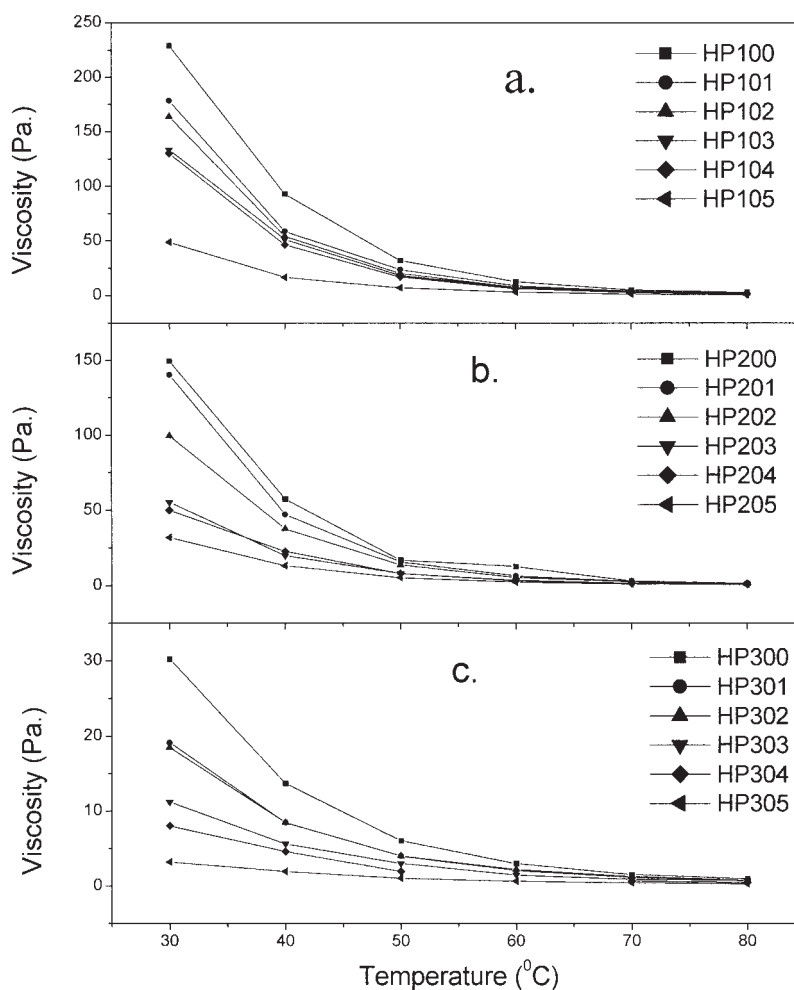 250
200
150
100
50
0
Viscosity (Pa.)
a.
HP100
HP101
HP102
HP103
HP104
HP105
150
100
50
0
Viscosity (Pa.)
b.
HP200
HP201
HP202
HP203
HP204
HP205
30
20
10
0
Viscosity (Pa.)
c.
HP300
HP301
HP302
HP303
HP304
HP305
30 40 50 60 70 80
Temperature (⁰C)